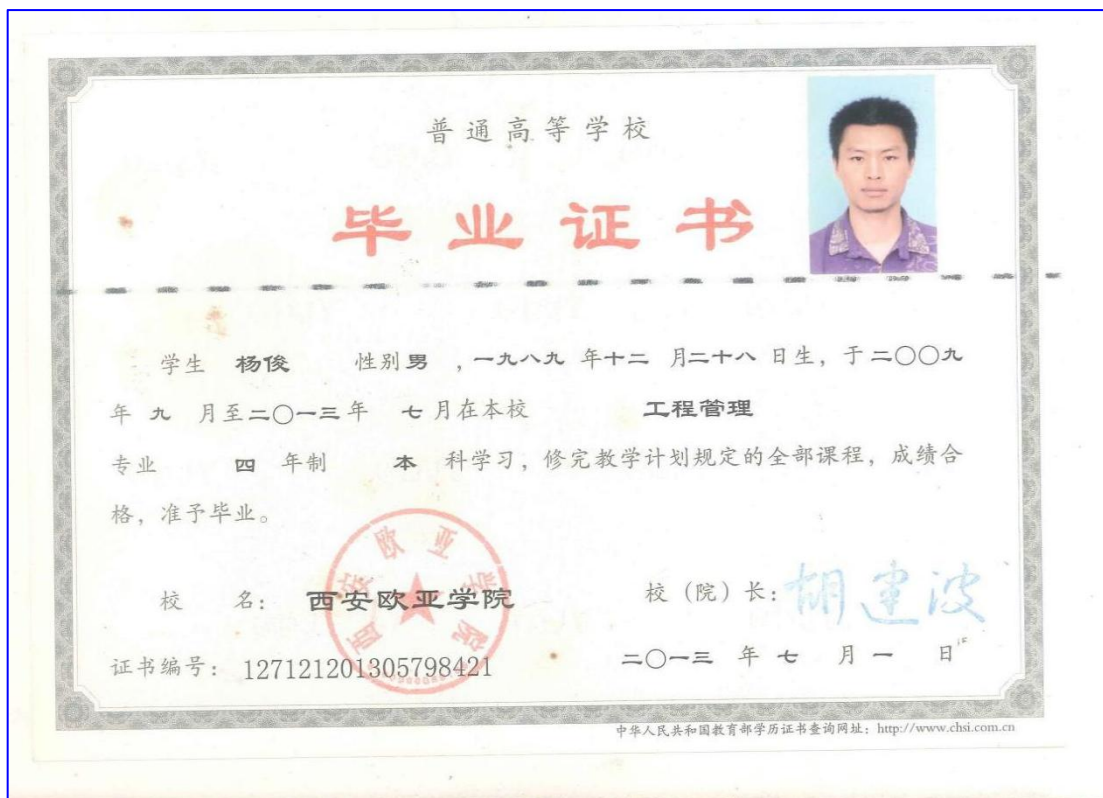 普通高等学校
毕业证书
学生 杨俊 性别 男 ，一九八九 年 十二 月 二十八 日生，于 二〇〇九
年 九 月至 二〇一三 年 七 月在本校 工程管理
专业 四 年制 本 科学习，修完教学计划规定的全部课程，成绩合
格，准予毕业。
西安欧亚学院
校 名： 西安欧亚学院
校（院）长：胡建波
证书编号：127121201305798421
二〇一三 年 七 月 一 日
中华人民共和国教育部学历证书查询网址：http://www.chsi.com.cn